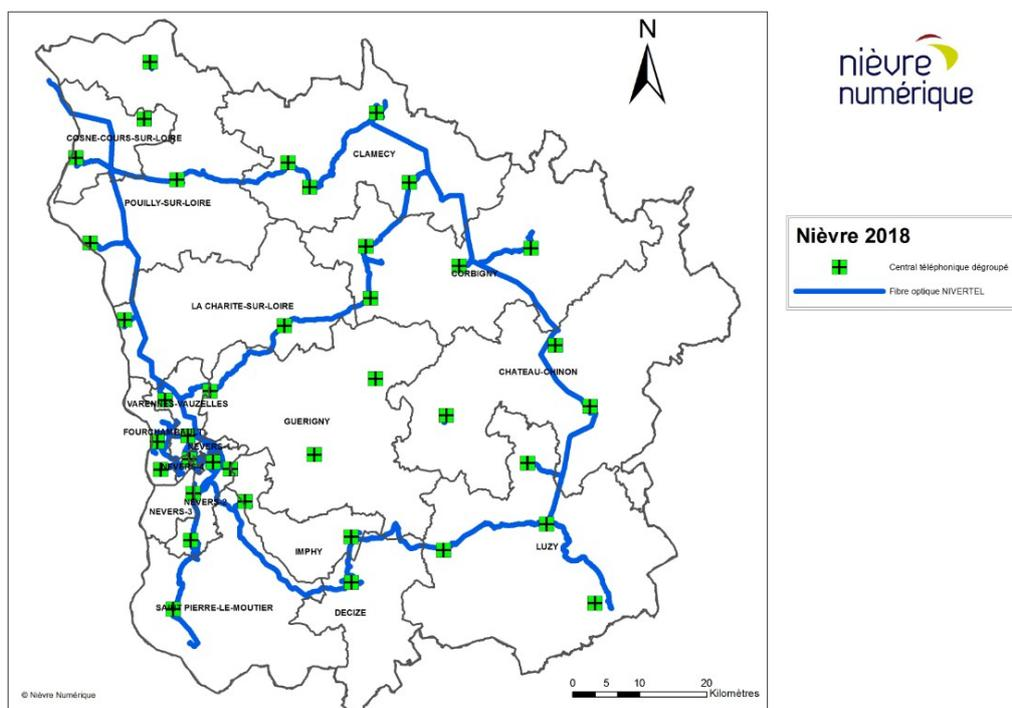 N
nièvre
numérique
COSNE-COURS-SUR-LOIRE
CLAMECY
POUILLY-SUR-LOIRE
Nièvre 2018
Central téléphonique dégroupé
Fibre optique NIVERTEL
CORBIGNY
LA CHARITE-SUR-LOIRE
CHATEAU-CHINON
VARENNES-VAUZELLES
GUERIGNY
FOURCHAMBAULT
NEVERS-1
NEVERS-4
NEVERS-2
NEVERS-3
IMPHY
LUZY
SAINT PIERRE-LE-MOUTIER
DECIZE
© Nièvre Numérique
0 5 10 20
Kilomètres